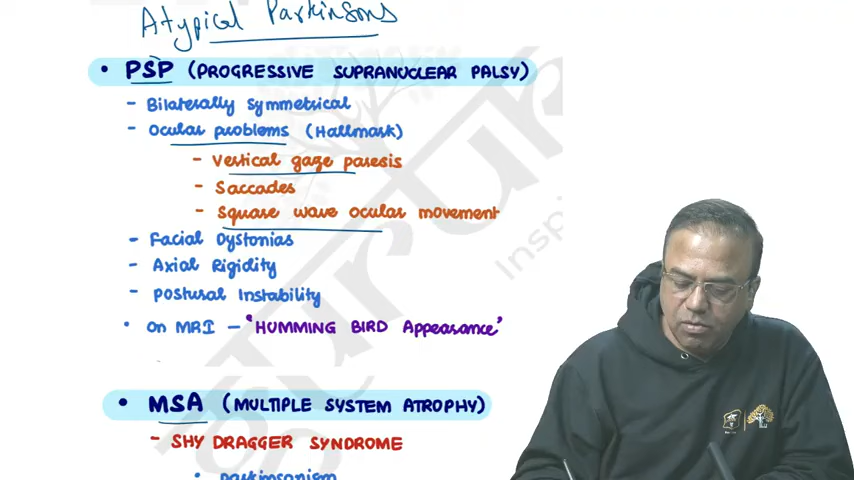 Atypical Parkinsons
• PSP (PROGRESSIVE SUPRANUCLEAR PALSY)
- Bilaterally Symmetrical
- Ocular problems (Hallmark)
- Vertical gaze paresis
- Saccades
- Square wave ocular movement
- Facial Dystonias
- Axial Rigidity
- Postural Instability
• On MRI - 'HUMMING BIRD Appearance'
• MSA (MULTIPLE SYSTEM ATROPHY)
- SHY DRAGGER SYNDROME
• parkinsonism